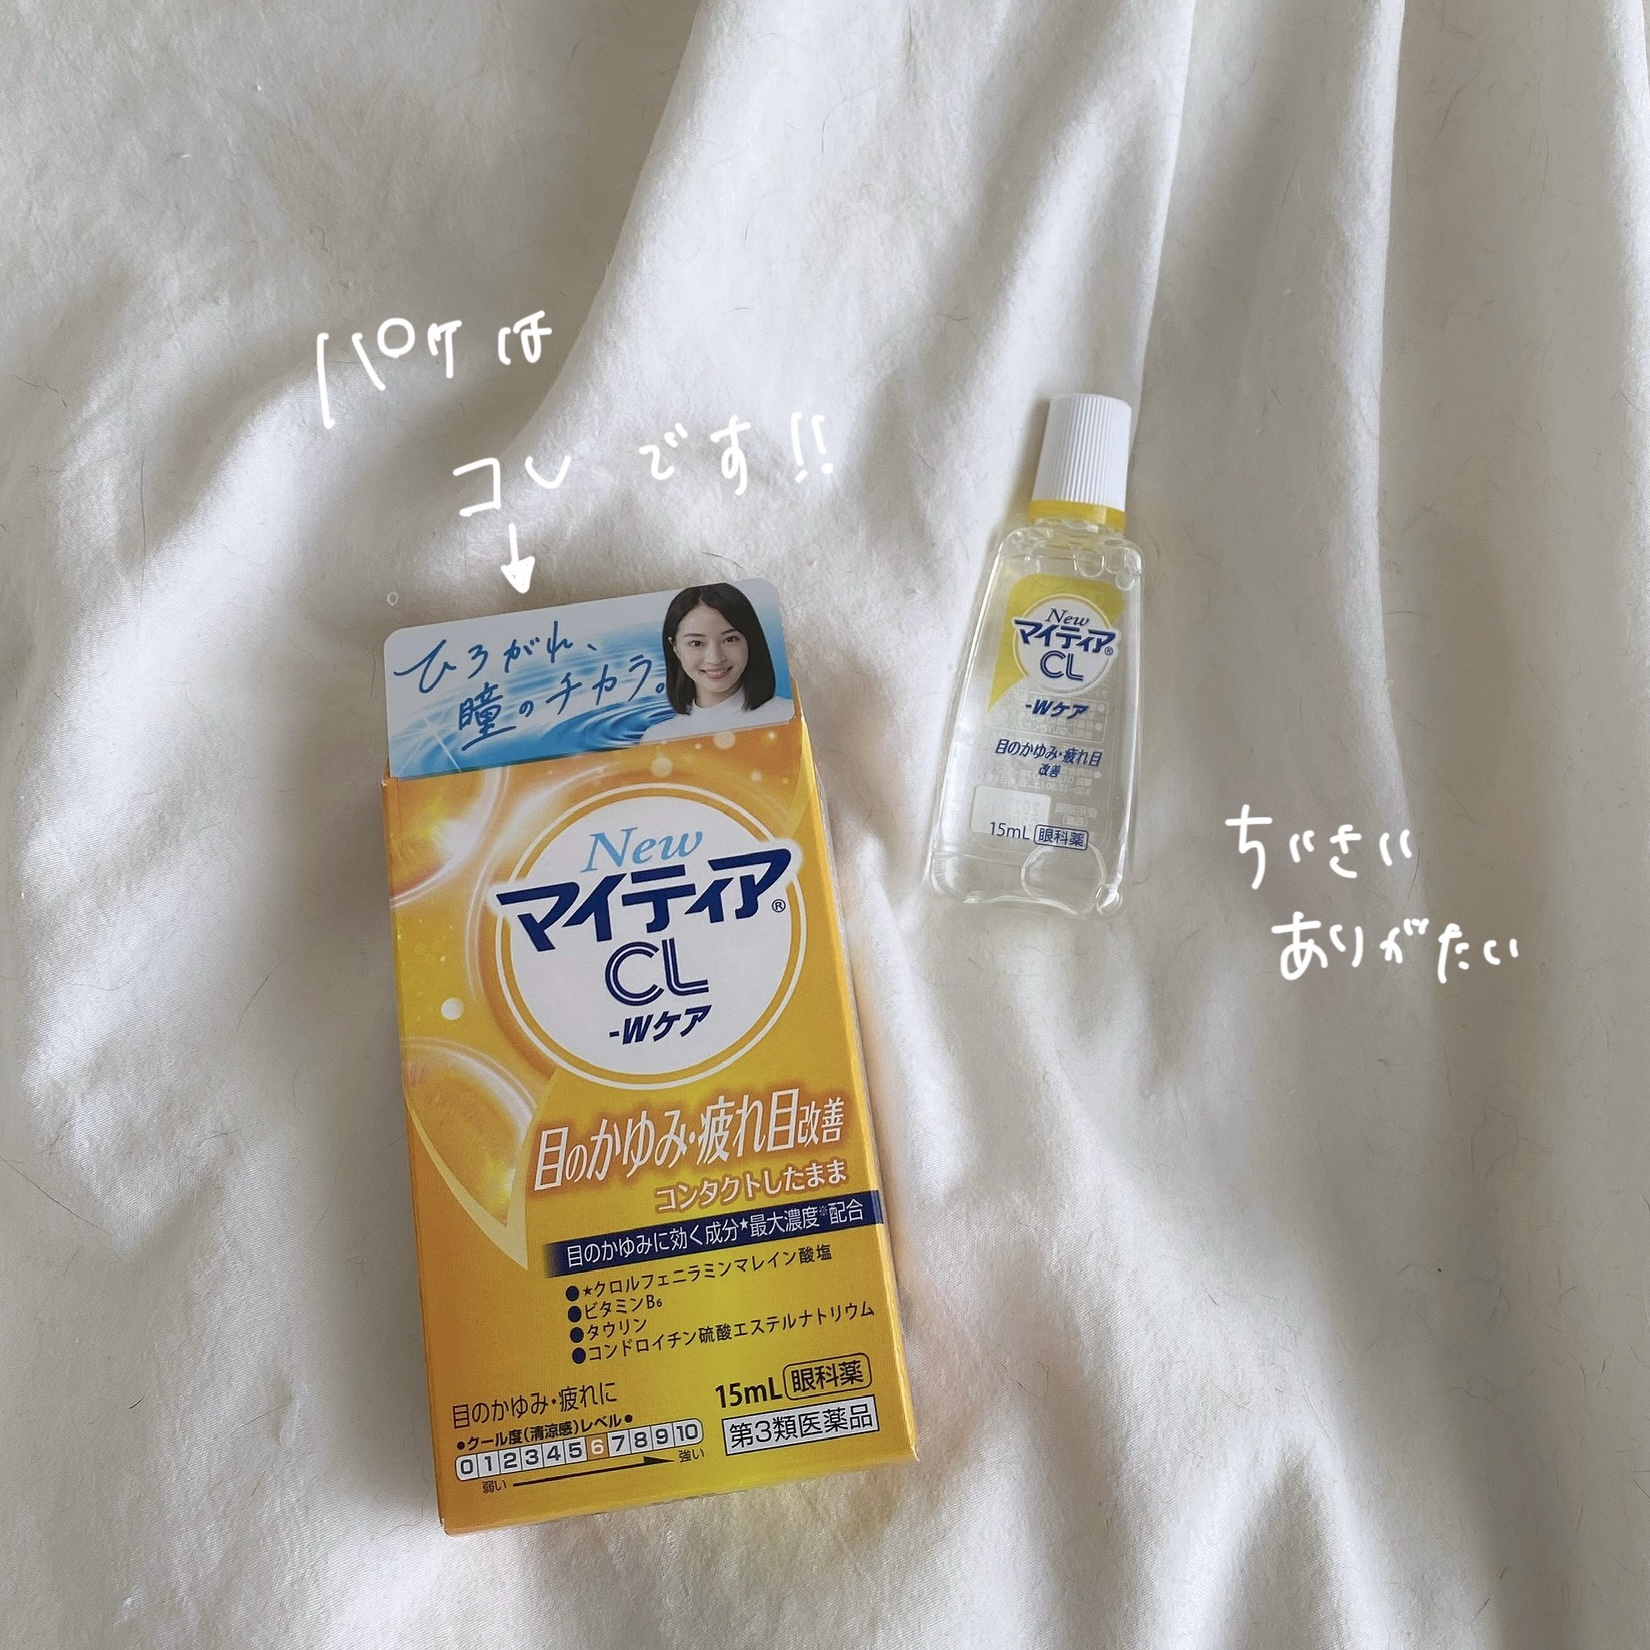 パケは
コレです!!
ひろがれ、
瞳のチカラ。
New
マイティア®
CL
-Wケア
目のかゆみ・疲れ目改善
コンタクトしたまま
目のかゆみに効く成分★最大濃度※配合
●★クロルフェニラミンマレイン酸塩
●ビタミンB6
●タウリン
●コンドロイチン硫酸エステルナトリウム
目のかゆみ・疲れに
●クール度(清涼感)レベル●
0 1 2 3 4 5 6 7 8 9 10
弱い 強い
15mL 眼科薬
第3類医薬品
New
マイティア®
CL
-Wケア
目のかゆみ・疲れ目
改善
15mL 眼科薬
ちいさい
ありがたい